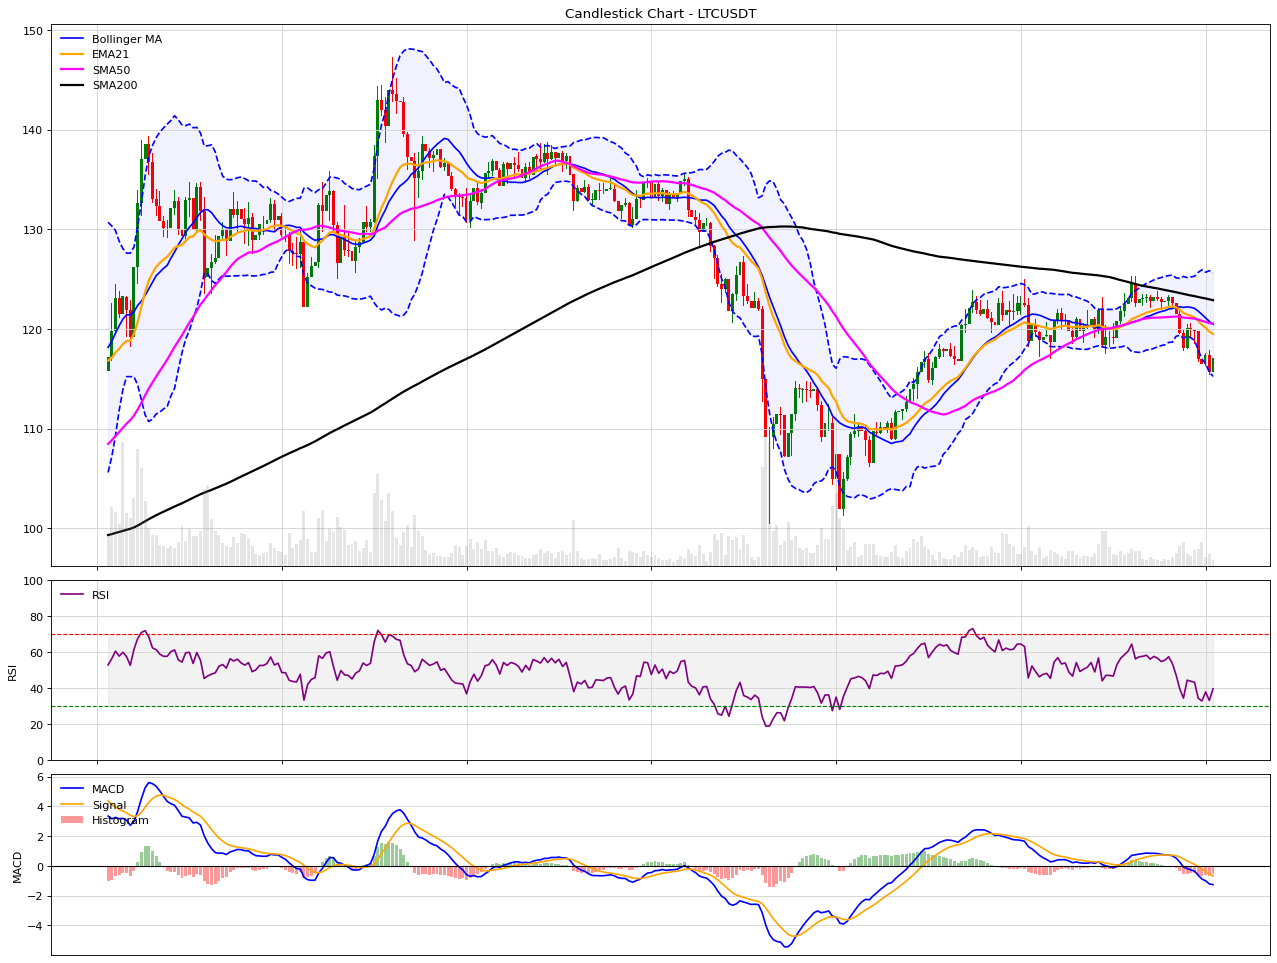 Candlestick Chart - LTCUSDT
150
140
130
120
110
100
Bollinger MA
EMA21
SMA50
SMA200
100
80
60
40
20
0
RSI
RSI
6
4
2
0
−2
−4
MACD
MACD
Signal
Histogram